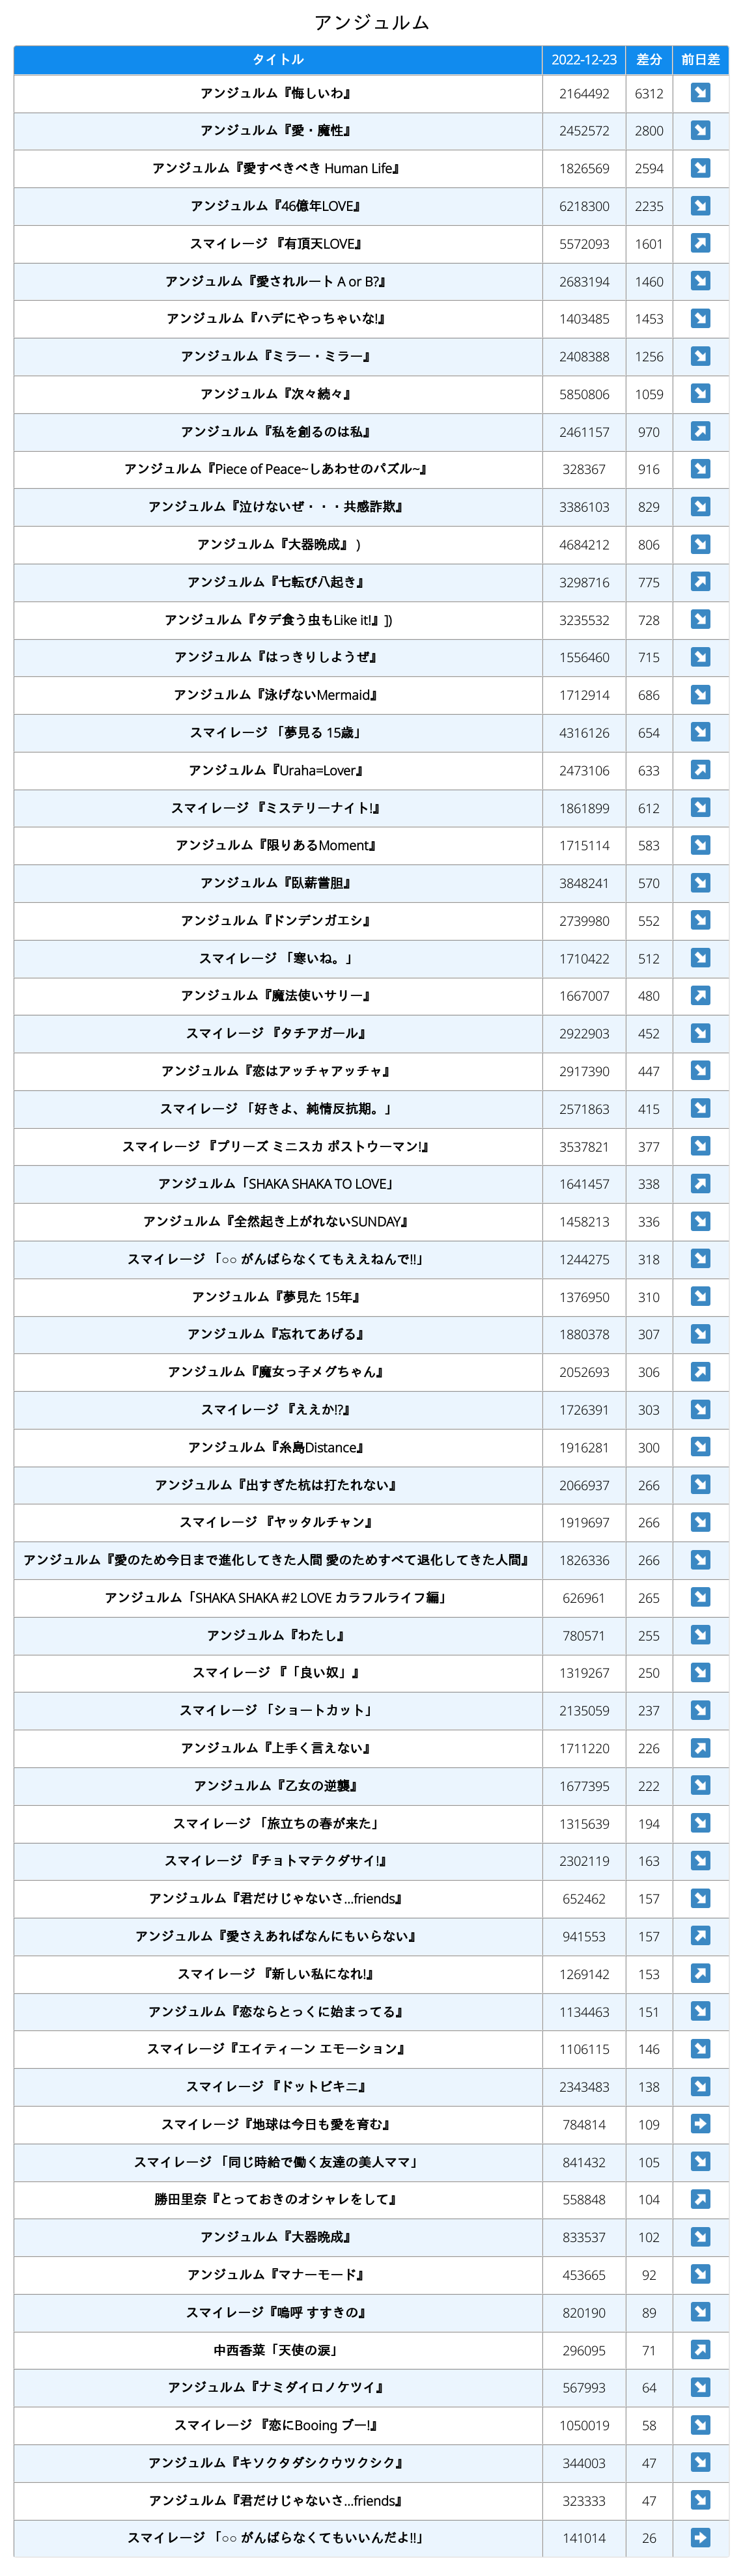 アンジュルム
タイトル 2022-12-23 差分 前日差
アンジュルム『悔しいわ』 2164492 6312 ↘
アンジュルム『愛・魔性』 2452572 2800 ↘
アンジュルム『愛すべきべき Human Life』 1826569 2594 ↘
アンジュルム『46億年LOVE』 6218300 2235 ↘
スマイレージ 『有頂天LOVE』 5572093 1601 ↗
アンジュルム『愛されルート A or B?』 2683194 1460 ↘
アンジュルム『ハデにやっちゃいな!』 1403485 1453 ↘
アンジュルム『ミラー・ミラー』 2408388 1256 ↘
アンジュルム『次々続々』 5850806 1059 ↘
アンジュルム『私を創るのは私』 2461157 970 ↗
アンジュルム『Piece of Peace~しあわせのパズル~』 328367 916 ↘
アンジュルム『泣けないぜ・・・共感詐欺』 3386103 829 ↘
アンジュルム『大器晩成』 ) 4684212 806 ↘
アンジュルム『七転び八起き』 3298716 775 ↗
アンジュルム『タデ食う虫もLike it!』]) 3235532 728 ↘
アンジュルム『はっきりしようぜ』 1556460 715 ↘
アンジュルム『泳げないMermaid』 1712914 686 ↘
スマイレージ 「夢見る 15歳」 4316126 654 ↘
アンジュルム『Uraha=Lover』 2473106 633 ↗
スマイレージ 『ミステリーナイト!』 1861899 612 ↘
アンジュルム『限りあるMoment』 1715114 583 ↘
アンジュルム『臥薪嘗胆』 3848241 570 ↘
アンジュルム『ドンデンガエシ』 2739980 552 ↘
スマイレージ 「寒いね。」 1710422 512 ↘
アンジュルム『魔法使いサリー』 1667007 480 ↗
スマイレージ 『タチアガール』 2922903 452 ↘
アンジュルム『恋はアッチャアッチャ』 2917390 447 ↘
スマイレージ 「好きよ、純情反抗期。」 2571863 415 ↘
スマイレージ 『プリーズ ミニスカ ポストウーマン!』 3537821 377 ↘
アンジュルム「SHAKA SHAKA TO LOVE」 1641457 338 ↗
アンジュルム『全然起き上がれないSUNDAY』 1458213 336 ↘
スマイレージ 「○○ がんばらなくてもええねんで!!」 1244275 318 ↘
アンジュルム『夢見た 15年』 1376950 310 ↘
アンジュルム『忘れてあげる』 1880378 307 ↘
アンジュルム『魔女っ子メグちゃん』 2052693 306 ↗
スマイレージ 『ええか!?』 1726391 303 ↘
アンジュルム『糸島Distance』 1916281 300 ↘
アンジュルム『出すぎた杭は打たれない』 2066937 266 ↘
スマイレージ 『ヤッタルチャン』 1919697 266 ↘
アンジュルム『愛のため今日まで進化してきた人間 愛のためすべて退化してきた人間』 1826336 266 ↘
アンジュルム「SHAKA SHAKA #2 LOVE カラフルライフ編」 626961 265 ↘
アンジュルム『わたし』 780571 255 ↘
スマイレージ 『「良い奴」』 1319267 250 ↘
スマイレージ 「ショートカット」 2135059 237 ↘
アンジュルム『上手く言えない』 1711220 226 ↗
アンジュルム『乙女の逆襲』 1677395 222 ↘
スマイレージ 「旅立ちの春が来た」 1315639 194 ↘
スマイレージ 『チョトマテクダサイ!』 2302119 163 ↘
アンジュルム『君だけじゃないさ...friends』 652462 157 ↘
アンジュルム『愛さえあればなんにもいらない』 941553 157 ↗
スマイレージ 『新しい私になれ!』 1269142 153 ↗
アンジュルム『恋ならとっくに始まってる』 1134463 151 ↘
スマイレージ『エイティーン エモーション』 1106115 146 ↘
スマイレージ 『ドットビキニ』 2343483 138 ↘
スマイレージ『地球は今日も愛を育む』 784814 109 →
スマイレージ 「同じ時給で働く友達の美人ママ」 841432 105 ↘
勝田里奈『とっておきのオシャレをして』 558848 104 ↗
アンジュルム『大器晩成』 833537 102 ↘
アンジュルム『マナーモード』 453665 92 ↘
スマイレージ『嗚呼 すすきの』 820190 89 ↘
中西香菜「天使の涙」 296095 71 ↗
アンジュルム『ナミダイロノケツイ』 567993 64 ↘
スマイレージ 『恋にBooing ブー!』 1050019 58 ↘
アンジュルム『キソクタダシクウツクシク』 344003 47 ↘
アンジュルム『君だけじゃないさ...friends』 323333 47 ↘
スマイレージ 「○○ がんばらなくてもいいんだよ!!」 141014 26 →